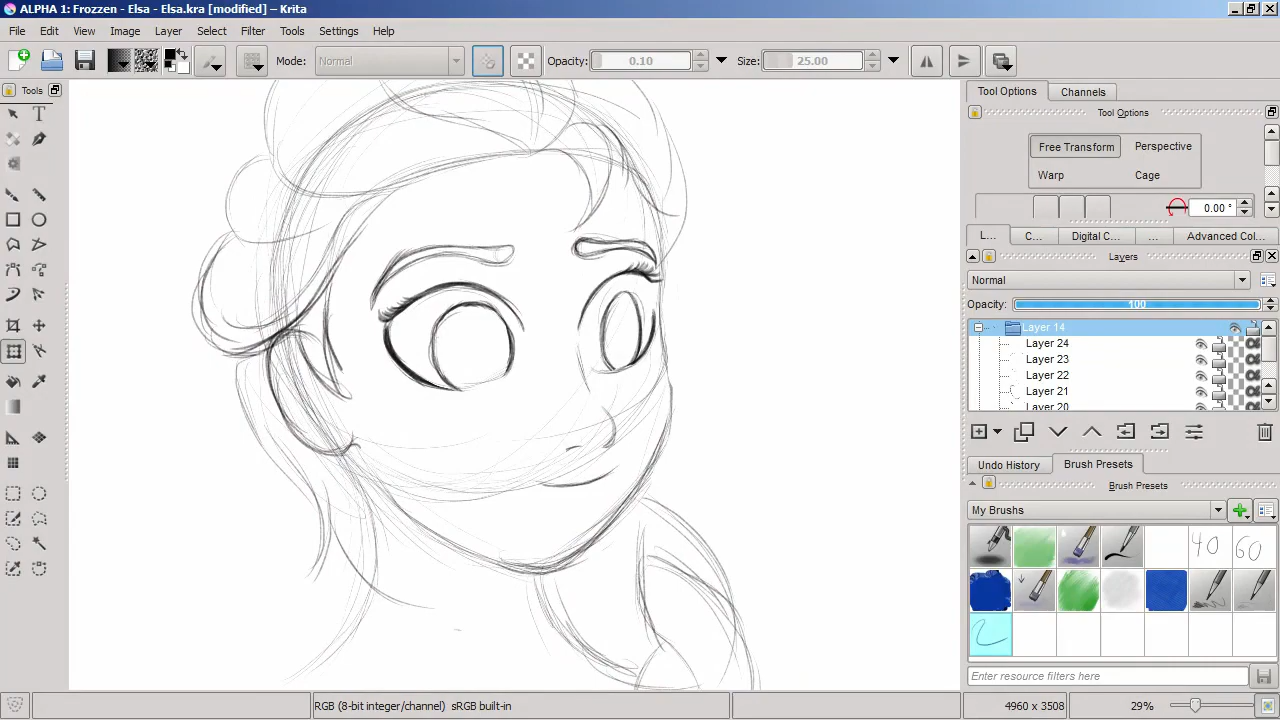 ALPHA 1: Frozzen - Elsa - Elsa.kra [modified] – Krita
File Edit View Image Layer Select Filter Tools Settings Help
Mode: Normal Opacity: 0.10 Size: 25.00
Tools
Tool Options Channels
Tool Options
Free Transform Perspective
Warp Cage
0.00 °
L... C... Digital C... ... Advanced Col...
Layers
Normal
Opacity: 100
Layer 14
Layer 24
Layer 23
Layer 22
Layer 21
Layer 20
Undo History Brush Presets
Brush Presets
My Brushs
40 60
Enter resource filters here
RGB (8-bit integer/channel) sRGB built-in 4960 x 3508 29%